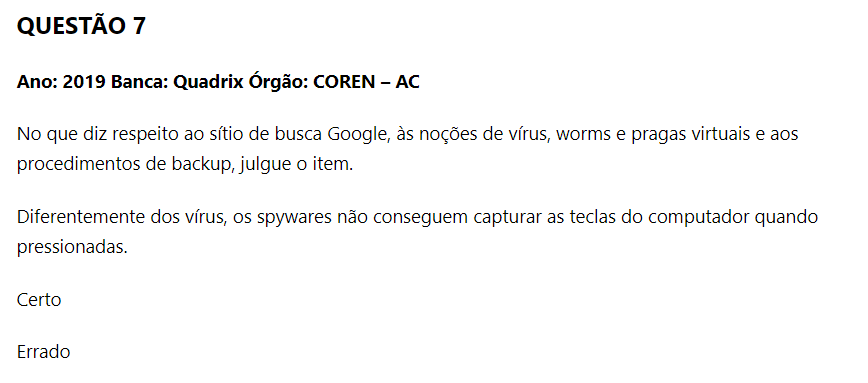 QUESTÃO 7
Ano: 2019 Banca: Quadrix Órgão: COREN – AC
No que diz respeito ao sítio de busca Google, às noções de vírus, worms e pragas virtuais e aos
procedimentos de backup, julgue o item.
Diferentemente dos vírus, os spywares não conseguem capturar as teclas do computador quando
pressionadas.
Certo
Errado